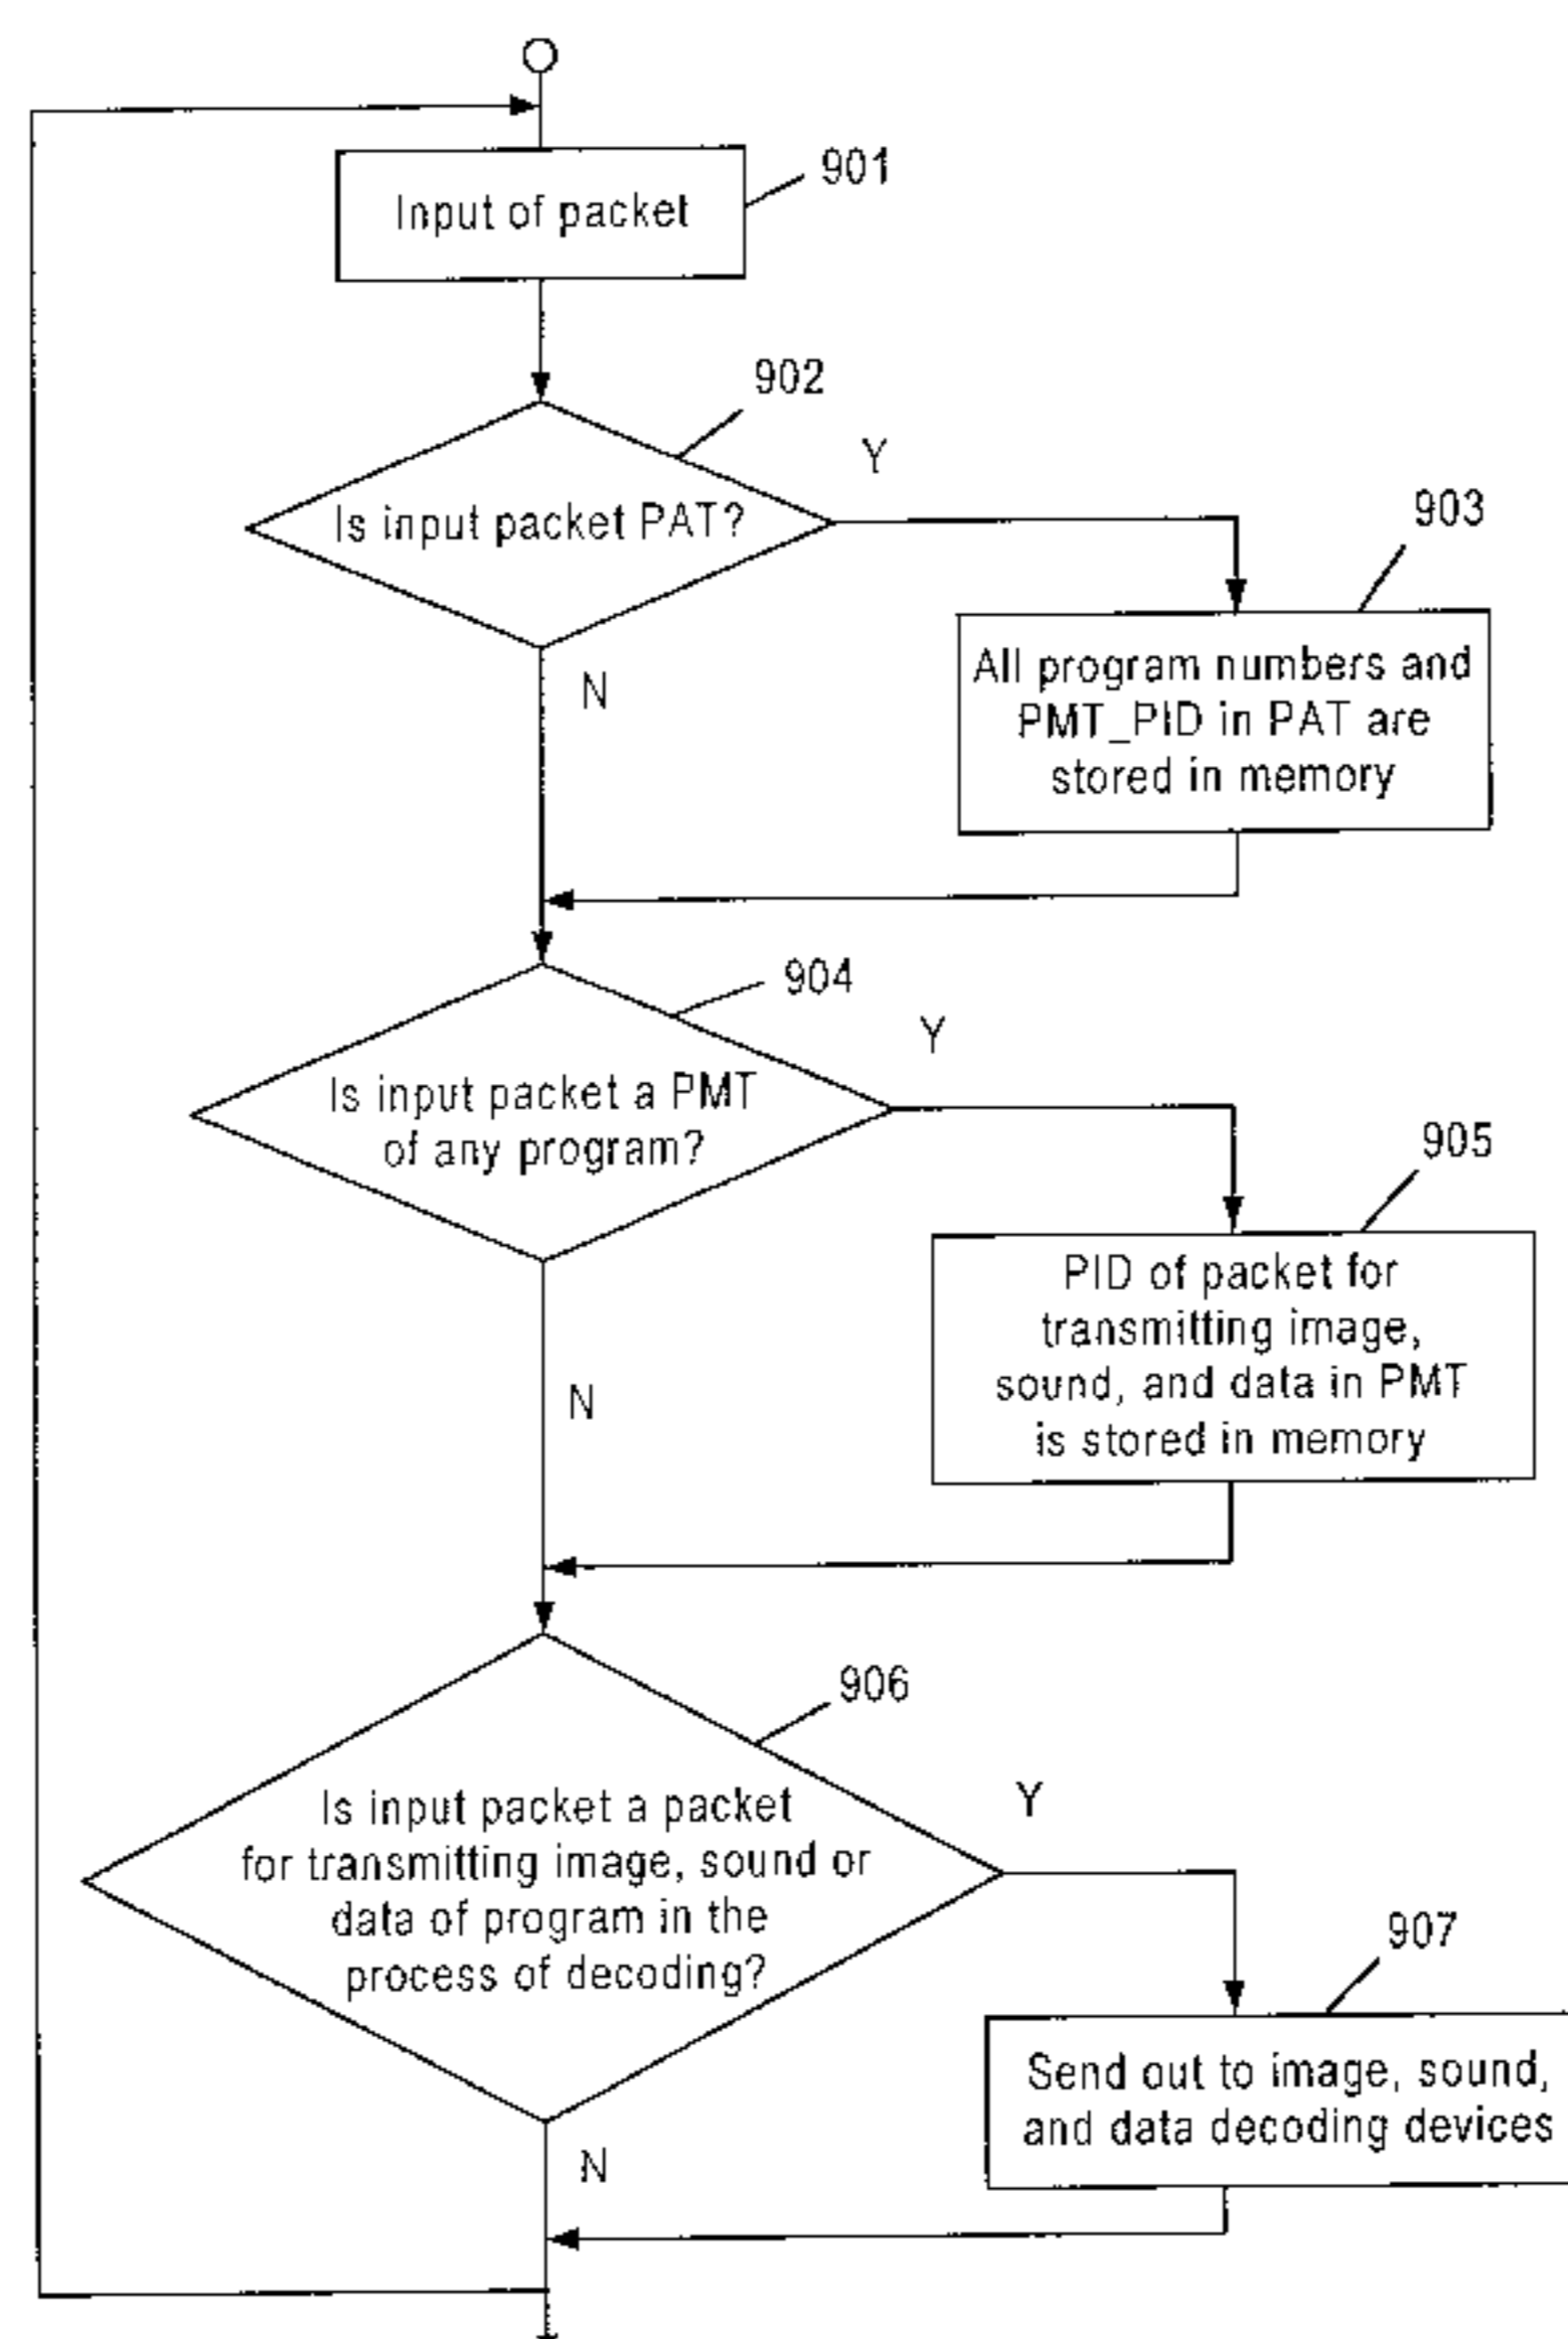 901
Input of packet
902
Y
Is input packet PAT?
903
All program numbers and
PMT_PID in PAT are
stored in memory
N
904
Y
Is input packet a PMT
of any program?
905
PID of packet for
transmitting image,
sound, and data in PMT
is stored in memory
N
906
Y
Is input packet a packet
for transmitting image, sound or
data of program in the
process of decoding?
907
Send out to image, sound,
and data decoding devices
N